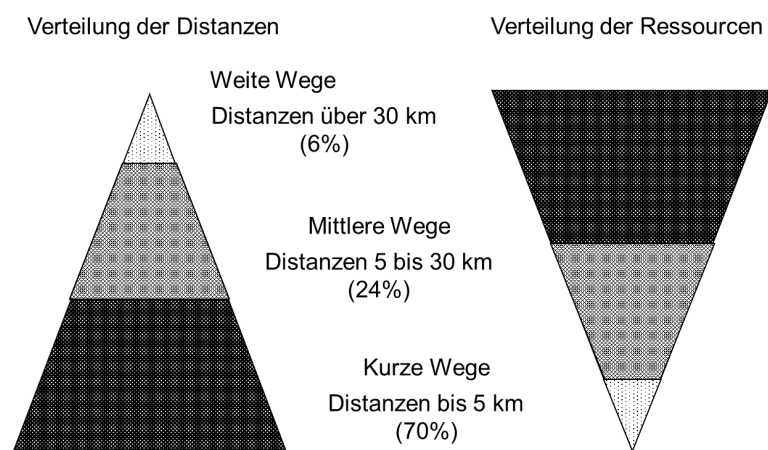 Verteilung der Distanzen
Verteilung der Ressourcen
Weite Wege
Distanzen über 30 km
(6%)
Mittlere Wege
Distanzen 5 bis 30 km
(24%)
Kurze Wege
Distanzen bis 5 km
(70%)